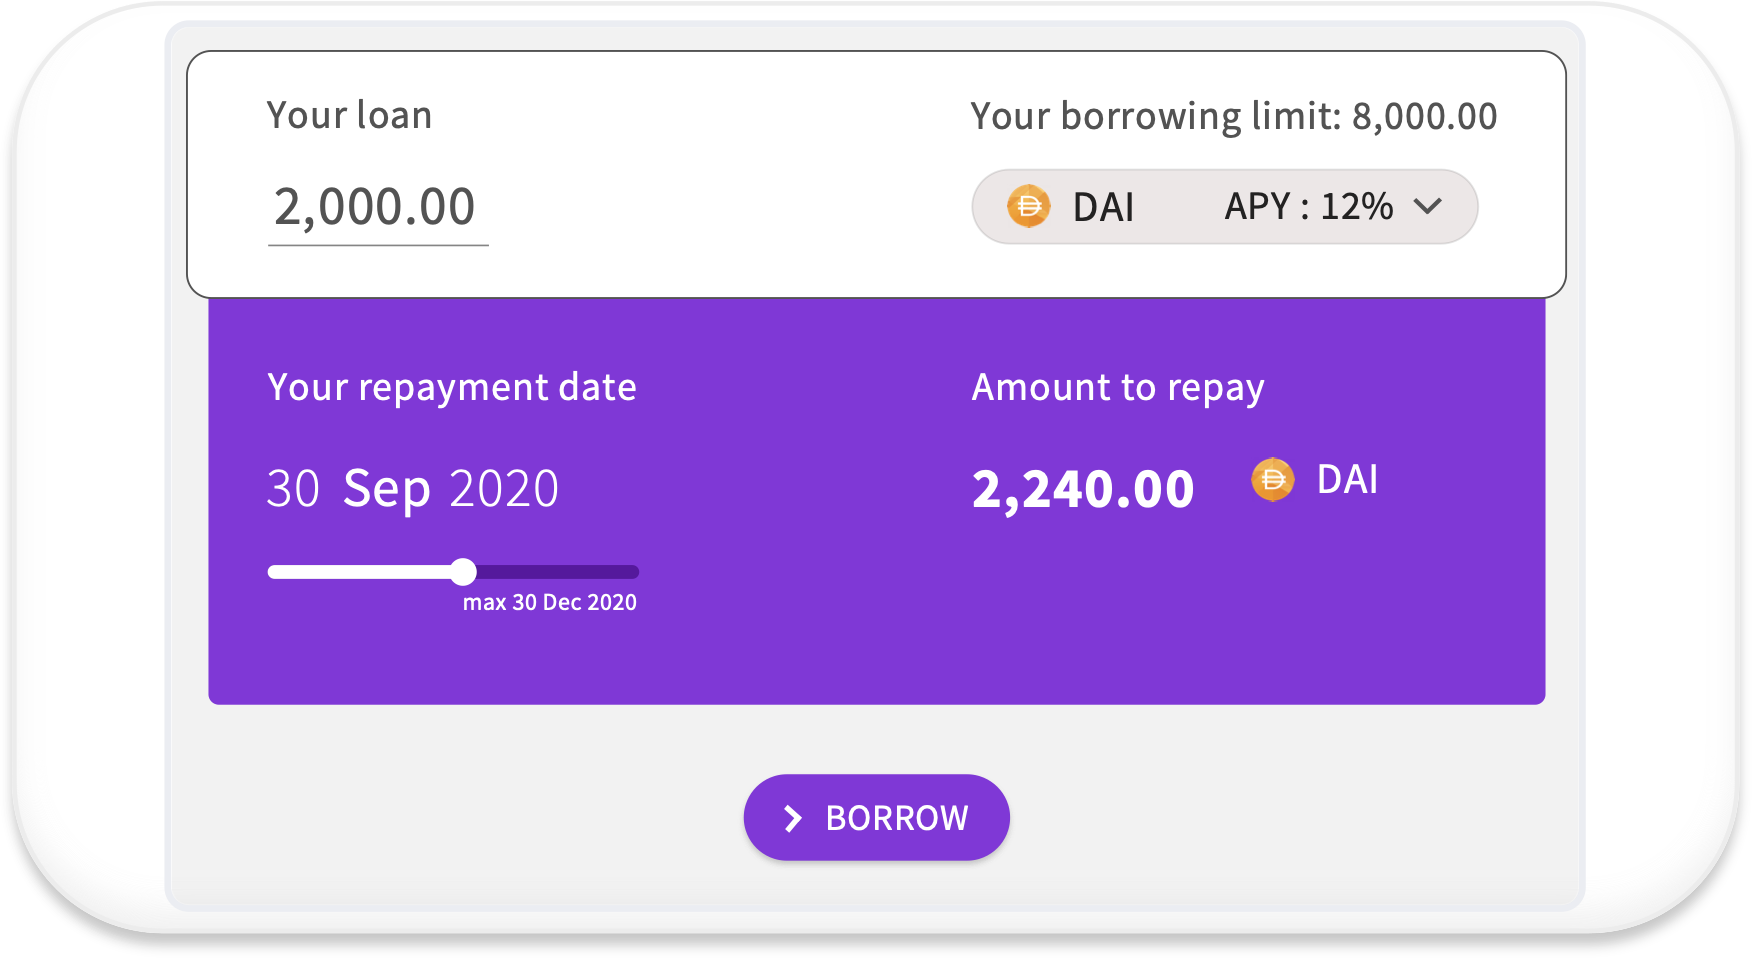 Your loan
Your borrowing limit: 8,000.00
2,000.00
DAI APY : 12%
Your repayment date
Amount to repay
30 Sep 2020
2,240.00 DAI
max 30 Dec 2020
BORROW